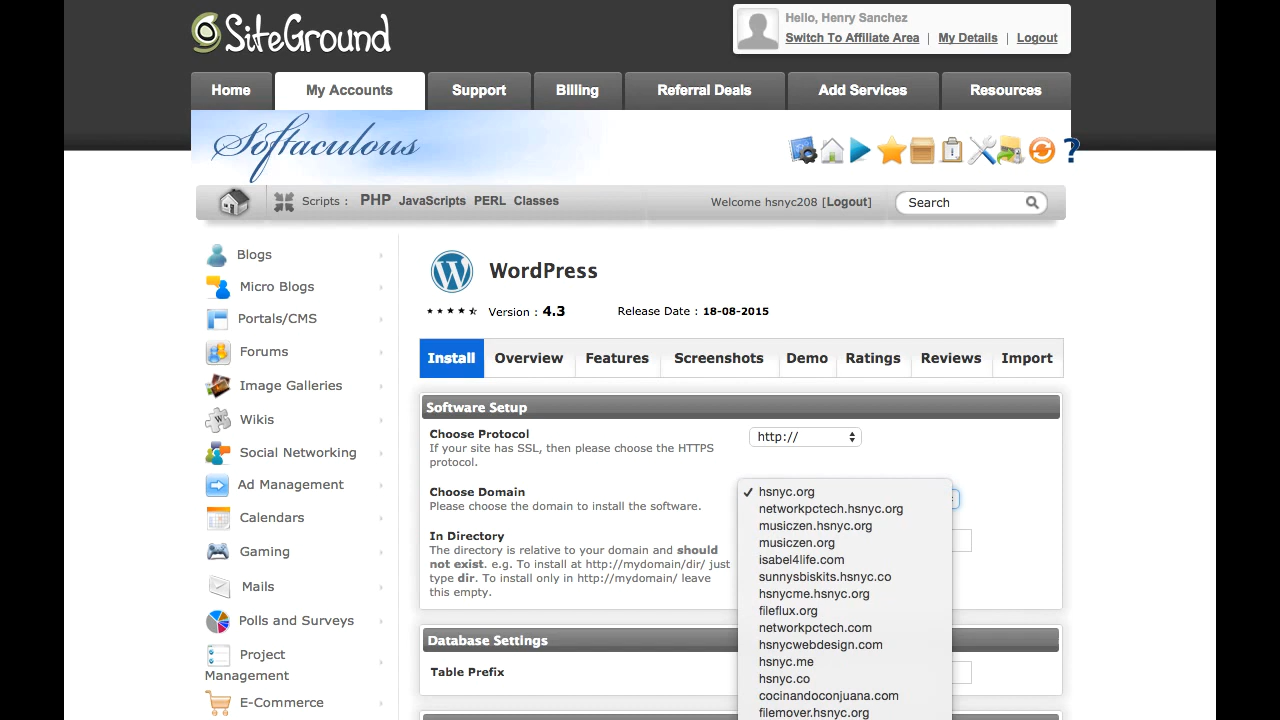 SiteGround
Hello, Henry Sanchez
Switch To Affiliate Area | My Details | Logout
Home My Accounts Support Billing Referral Deals Add Services Resources
Softaculous
?
Scripts : PHP JavaScripts PERL Classes Welcome hsnyc208 [Logout] Search
Blogs
Micro Blogs
Portals/CMS
Forums
Image Galleries
Wikis
Social Networking
Ad Management
Calendars
Gaming
Mails
Polls and Surveys
Project
Management
E-Commerce
WordPress
Version : 4.3 Release Date : 18-08-2015
Install Overview Features Screenshots Demo Ratings Reviews Import
Software Setup
Choose Protocol
If your site has SSL, then please choose the HTTPS
protocol.
http://
Choose Domain
Please choose the domain to install the software.
In Directory
The directory is relative to your domain and should
not exist. e.g. To install at http://mydomain/dir/ just
type dir. To install only in http://mydomain/ leave
this empty.
✓ hsnyc.org
networkpctech.hsnyc.org
musiczen.hsnyc.org
musiczen.org
isabel4life.com
sunnysbiskits.hsnyc.co
hsnycme.hsnyc.org
fileflux.org
networkpctech.com
hsnycwebdesign.com
hsnyc.me
hsnyc.co
cocinandoconjuana.com
filemover.hsnyc.org
Database Settings
Table Prefix